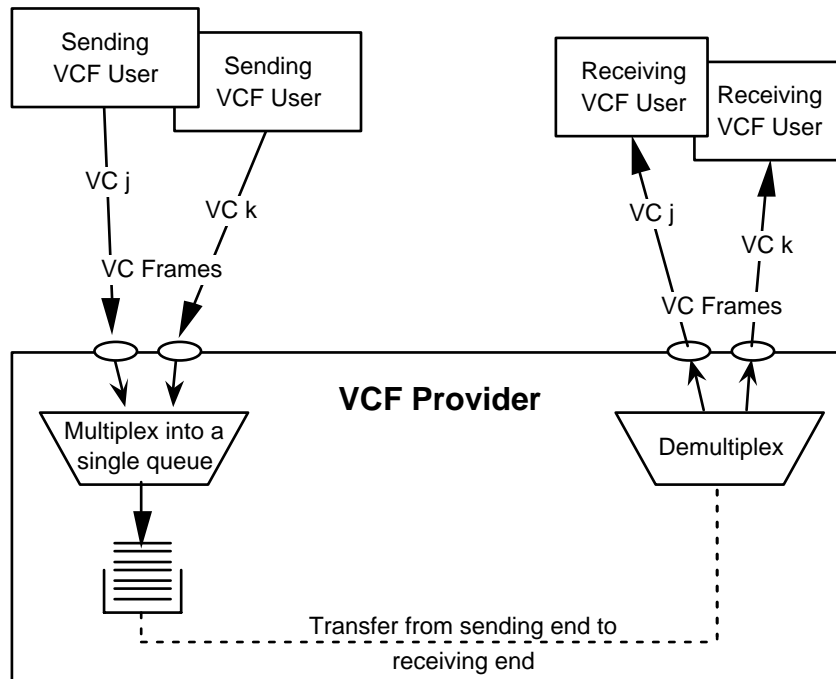 Sending
VCF User
Sending
VCF User
Receiving
VCF User
Receiving
VCF User
VC j
VC k
VC j
VC k
VC Frames
VC Frames
VCF Provider
Multiplex into a
single queue
Demultiplex
Transfer from sending end to
receiving end